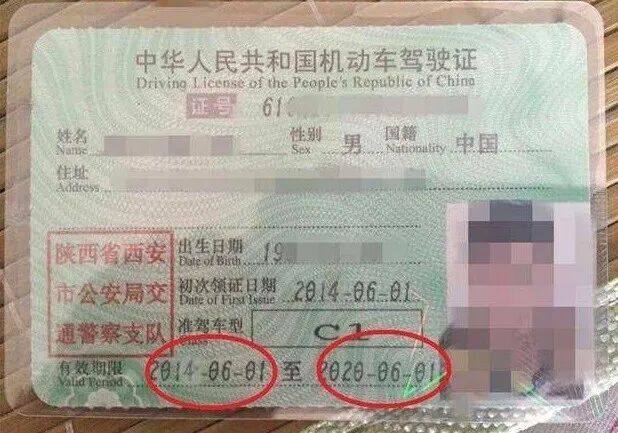 中华人民共和国机动车驾驶证
Driving License of the People's Republic of China
证号 61
姓名 Name 性别 Sex 男 国籍 Nationality 中国
住址 Address
陕西省西安
市公安局交
通警察支队
出生日期 Date of Birth 19
初次领证日期 Date of First Issue 2014-06-01
准驾车型 Class C1
有效期限 Valid Period 2014-06-01 至 2020-06-01